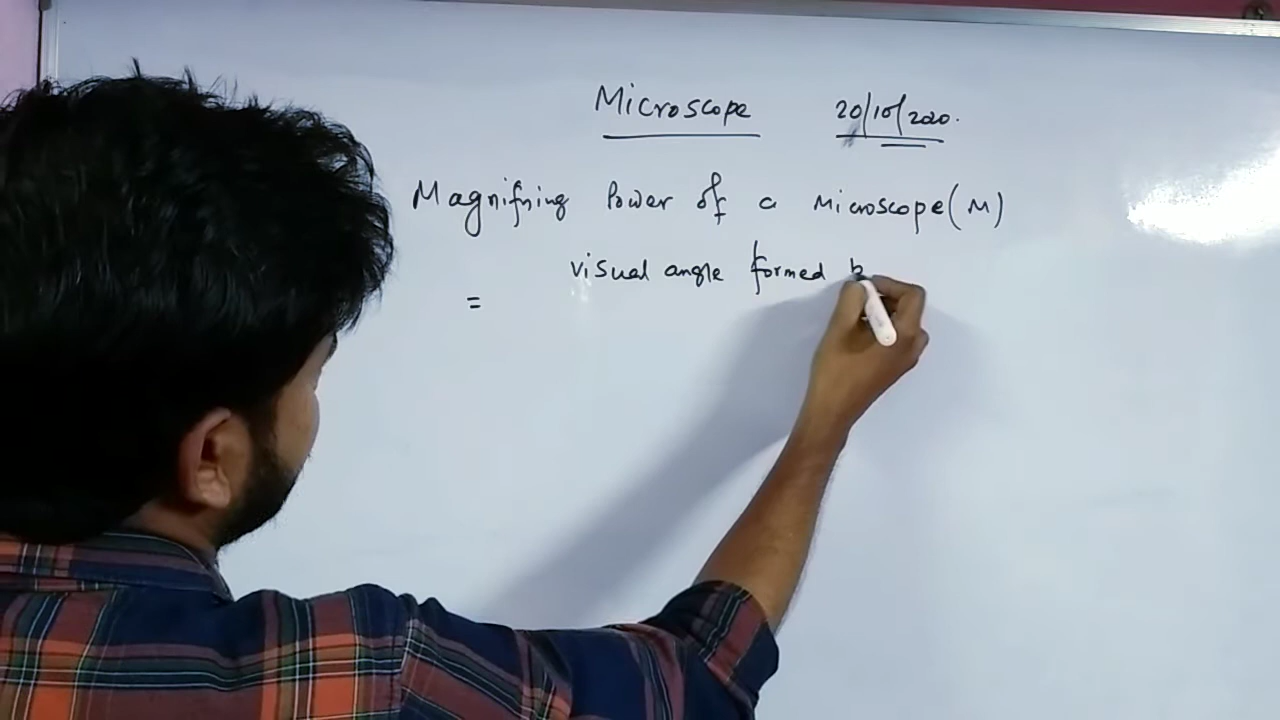 Microscope 20/10/2020.
Magnifying Power of a Microscope (M)
visual angle formed b
=